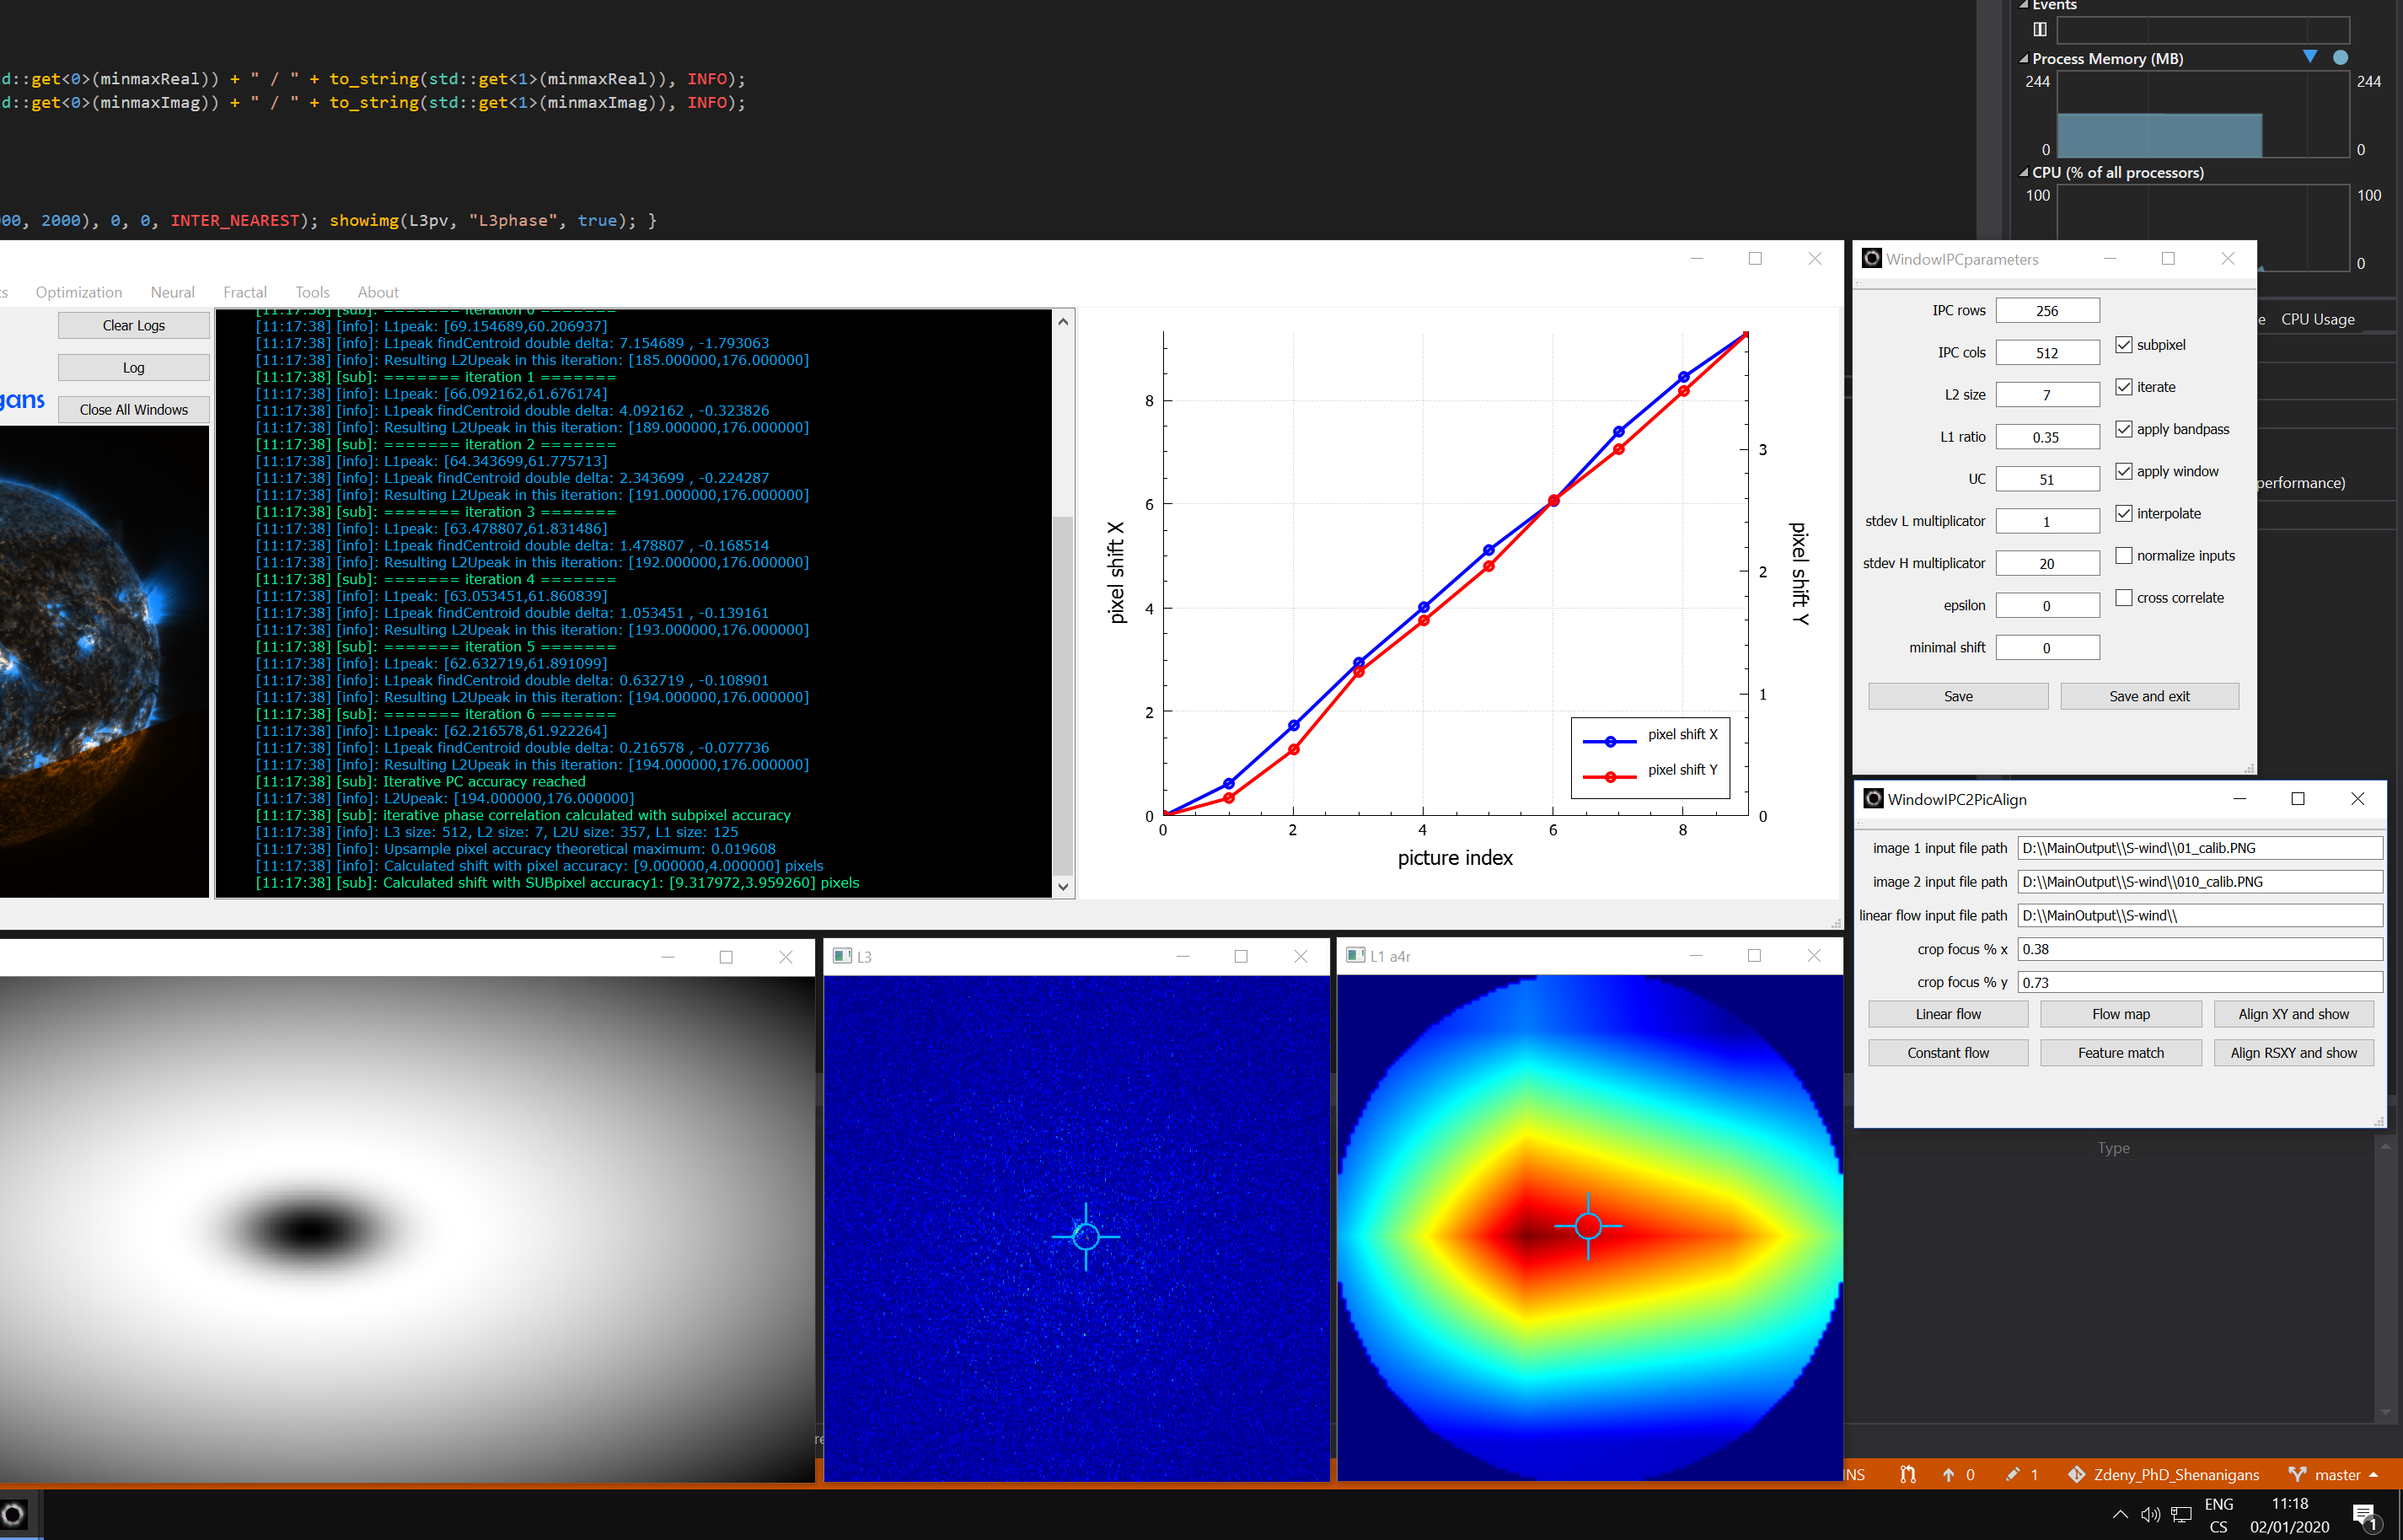 d::get<0>(minmaxReal)) + " / " + to_string(std::get<1>(minmaxReal)), INFO);
d::get<0>(minmaxImag)) + " / " + to_string(std::get<1>(minmaxImag)), INFO);
00, 2000), 0, 0, INTER_NEAREST); showimg(L3pv, "L3phase", true); }
Events
Process Memory (MB)
244
244
0
0
CPU (% of all processors)
100
100
0
CPU Usage
performance)
Optimization Neural Fractal Tools About
Clear Logs
Log
gans
Close All Windows
[11:17:38] [sub]: ======= iteration 0 =======
[11:17:38] [info]: L1peak: [69.154689,60.206937]
[11:17:38] [info]: L1peak findCentroid double delta: 7.154689 , -1.793063
[11:17:38] [info]: Resulting L2Upeak in this iteration: [185.000000,176.000000]
[11:17:38] [sub]: ======= iteration 1 =======
[11:17:38] [info]: L1peak: [66.092162,61.676174]
[11:17:38] [info]: L1peak findCentroid double delta: 4.092162 , -0.323826
[11:17:38] [info]: Resulting L2Upeak in this iteration: [189.000000,176.000000]
[11:17:38] [sub]: ======= iteration 2 =======
[11:17:38] [info]: L1peak: [64.343699,61.775713]
[11:17:38] [info]: L1peak findCentroid double delta: 2.343699 , -0.224287
[11:17:38] [info]: Resulting L2Upeak in this iteration: [191.000000,176.000000]
[11:17:38] [sub]: ======= iteration 3 =======
[11:17:38] [info]: L1peak: [63.478807,61.831486]
[11:17:38] [info]: L1peak findCentroid double delta: 1.478807 , -0.168514
[11:17:38] [info]: Resulting L2Upeak in this iteration: [192.000000,176.000000]
[11:17:38] [sub]: ======= iteration 4 =======
[11:17:38] [info]: L1peak: [63.053451,61.860839]
[11:17:38] [info]: L1peak findCentroid double delta: 1.053451 , -0.139161
[11:17:38] [info]: Resulting L2Upeak in this iteration: [193.000000,176.000000]
[11:17:38] [sub]: ======= iteration 5 =======
[11:17:38] [info]: L1peak: [62.632719,61.891099]
[11:17:38] [info]: L1peak findCentroid double delta: 0.632719 , -0.108901
[11:17:38] [info]: Resulting L2Upeak in this iteration: [194.000000,176.000000]
[11:17:38] [sub]: ======= iteration 6 =======
[11:17:38] [info]: L1peak: [62.216578,61.922264]
[11:17:38] [info]: L1peak findCentroid double delta: 0.216578 , -0.077736
[11:17:38] [info]: Resulting L2Upeak in this iteration: [194.000000,176.000000]
[11:17:38] [sub]: Iterative PC accuracy reached
[11:17:38] [info]: L2Upeak: [194.000000,176.000000]
[11:17:38] [sub]: iterative phase correlation calculated with subpixel accuracy
[11:17:38] [info]: L3 size: 512, L2 size: 7, L2U size: 357, L1 size: 125
[11:17:38] [info]: Upsample pixel accuracy theoretical maximum: 0.019608
[11:17:38] [info]: Calculated shift with pixel accuracy: [9.000000,4.000000] pixels
[11:17:38] [sub]: Calculated shift with SUBpixel accuracy1: [9.317972,3.959260] pixels
pixel shift X
8
6
4
2
0
0 2 4 6 8
picture index
pixel shift Y
3
2
1
0
pixel shift X
pixel shift Y
WindowIPCparameters
IPC rows 256
IPC cols 512
L2 size 7
L1 ratio 0.35
UC 51
stdev L multiplicator 1
stdev H multiplicator 20
epsilon 0
minimal shift 0
subpixel
iterate
apply bandpass
apply window
interpolate
normalize inputs
cross correlate
Save Save and exit
WindowIPC2PicAlign
image 1 input file path D:\\MainOutput\\S-wind\\01_calib.PNG
image 2 input file path D:\\MainOutput\\S-wind\\010_calib.PNG
linear flow input file path D:\\MainOutput\\S-wind\\
crop focus % x 0.38
crop focus % y 0.73
Linear flow Flow map Align XY and show
Constant flow Feature match Align RSXY and show
L3
L1 a4r
Type
NS 0 1 Zdeny_PhD_Shenanigans master
ENG
CS
11:18
02/01/2020
1